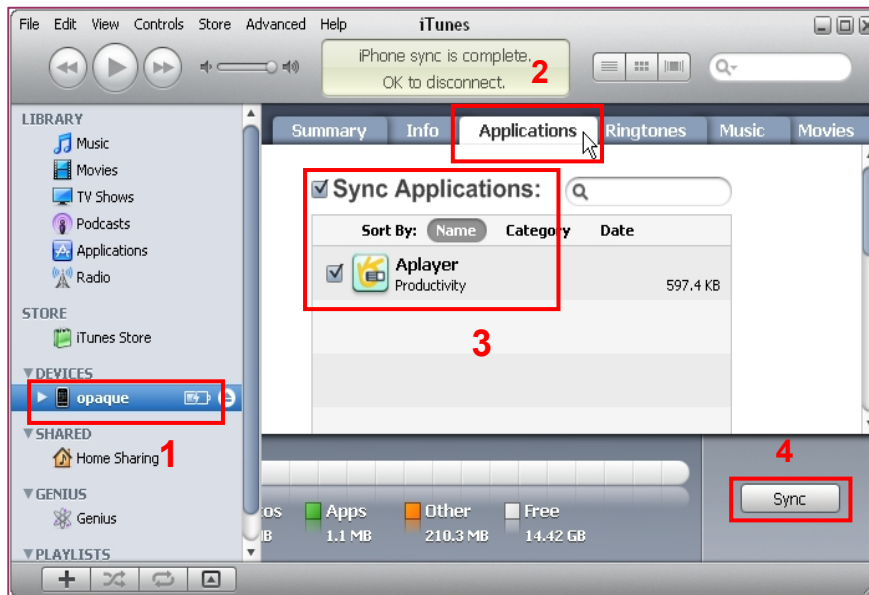 File Edit View Controls Store Advanced Help iTunes
iPhone sync is complete.
OK to disconnect.
2
LIBRARY
Music
Movies
TV Shows
Podcasts
Applications
Radio
STORE
iTunes Store
DEVICES
opaque
SHARED
Home Sharing
1
GENIUS
Genius
PLAYLISTS
Summary Info Applications Ringtones Music Movies
Sync Applications:
Sort By: Name Category Date
Aplayer
Productivity 597.4 KB
3
4
Sync
os Apps Other Free
B 1.1 MB 210.3 MB 14.42 GB